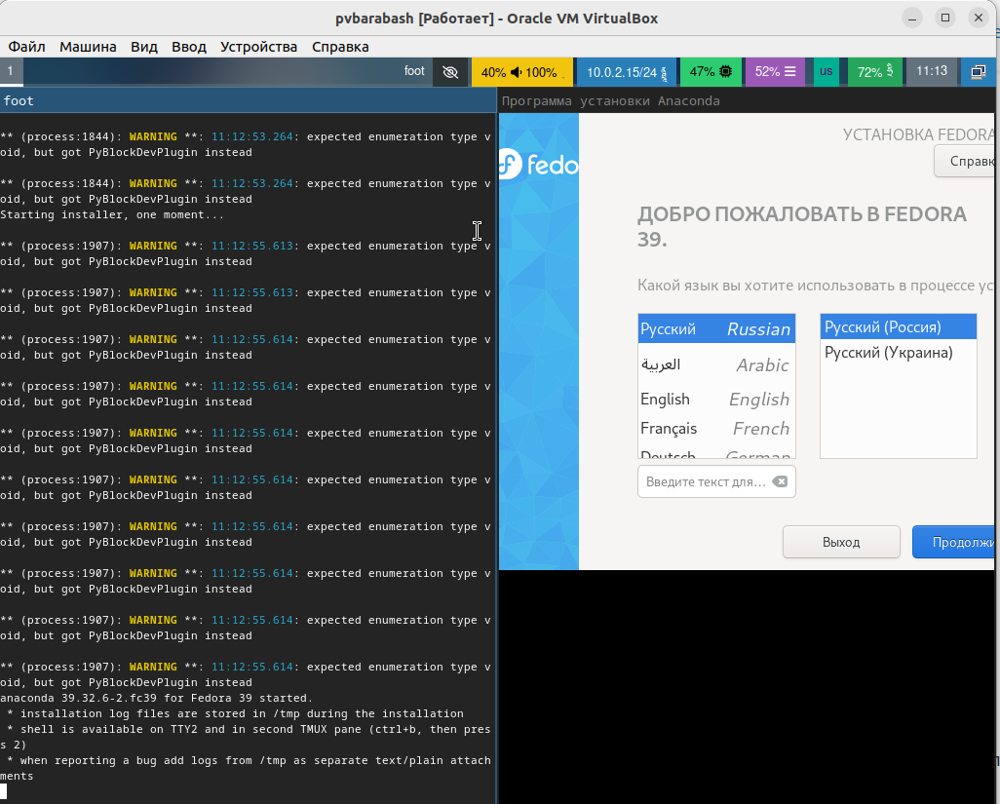 pvbarabash [Работает] - Oracle VM VirtualBox
Файл Машина Вид Ввод Устройства Справка
1 foot 40% 100% 10.0.2.15/24 47% 52% us 72% 11:13
foot
** (process:1844): WARNING **: 11:12:53.264: expected enumeration type v
oid, but got PyBlockDevPlugin instead
** (process:1844): WARNING **: 11:12:53.264: expected enumeration type v
oid, but got PyBlockDevPlugin instead
Starting installer, one moment...
** (process:1907): WARNING **: 11:12:55.613: expected enumeration type v
oid, but got PyBlockDevPlugin instead
** (process:1907): WARNING **: 11:12:55.613: expected enumeration type v
oid, but got PyBlockDevPlugin instead
** (process:1907): WARNING **: 11:12:55.614: expected enumeration type v
oid, but got PyBlockDevPlugin instead
** (process:1907): WARNING **: 11:12:55.614: expected enumeration type v
oid, but got PyBlockDevPlugin instead
** (process:1907): WARNING **: 11:12:55.614: expected enumeration type v
oid, but got PyBlockDevPlugin instead
** (process:1907): WARNING **: 11:12:55.614: expected enumeration type v
oid, but got PyBlockDevPlugin instead
** (process:1907): WARNING **: 11:12:55.614: expected enumeration type v
oid, but got PyBlockDevPlugin instead
** (process:1907): WARNING **: 11:12:55.614: expected enumeration type v
oid, but got PyBlockDevPlugin instead
** (process:1907): WARNING **: 11:12:55.614: expected enumeration type v
oid, but got PyBlockDevPlugin instead
** (process:1907): WARNING **: 11:12:55.614: expected enumeration type v
oid, but got PyBlockDevPlugin instead
anaconda 39.32.6-2.fc39 for Fedora 39 started.
* installation log files are stored in /tmp during the installation
* shell is available on TTY2 and in second TMUX pane (ctrl+b, then pres
s 2)
* when reporting a bug add logs from /tmp as separate text/plain attach
ments
Программа установки Anaconda
fedo
УСТАНОВКА FEDORA
Справк
ДОБРО ПОЖАЛОВАТЬ В FEDORA
39.
Какой язык вы хотите использовать в процессе ус
Русский Russian
العربية Arabic
English English
Français French
Deutsch German
Русский (Россия)
Русский (Украина)
Введите текст для...
Выход
Продолжи